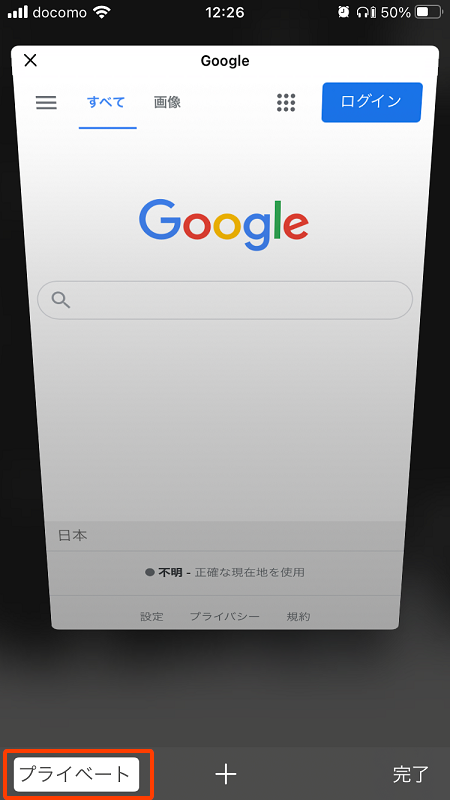 docomo 12:26 50%
Google
すべて 画像 ログイン
Google
日本
不明 - 正確な現在地を使用
設定 プライバシー 規約
プライベート 完了